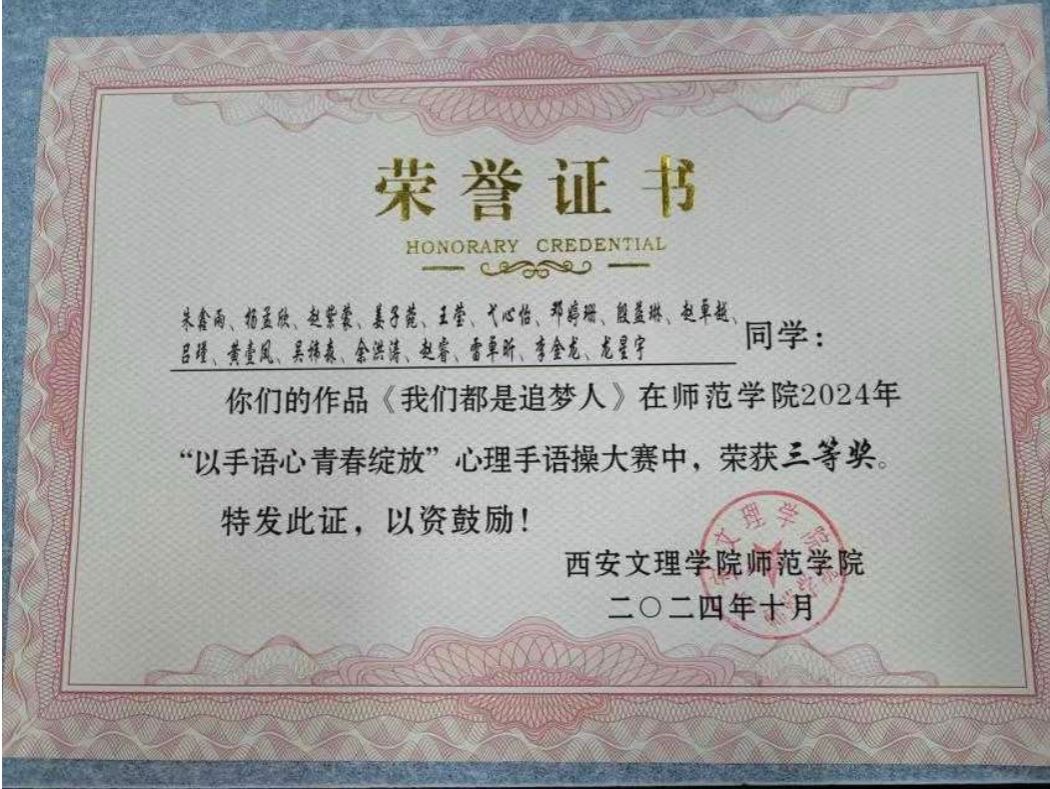 荣誉证书
HONORARY CREDENTIAL
朱鑫雨、杨孟欣、赵紫蒙、姜子菀、王莹、弋心怡、邓婷珊、殷益琳、赵卓越、
吕瑾、黄壹凤、吴祎森、余洪涛、赵睿、雷卓昕、李金龙、龙星宇
同学：
你们的作品《我们都是追梦人》在师范学院2024年
“以手语心青春绽放”心理手语操大赛中，荣获三等奖。
特发此证，以资鼓励！
西安文理学院师范学院
二〇二四年十月